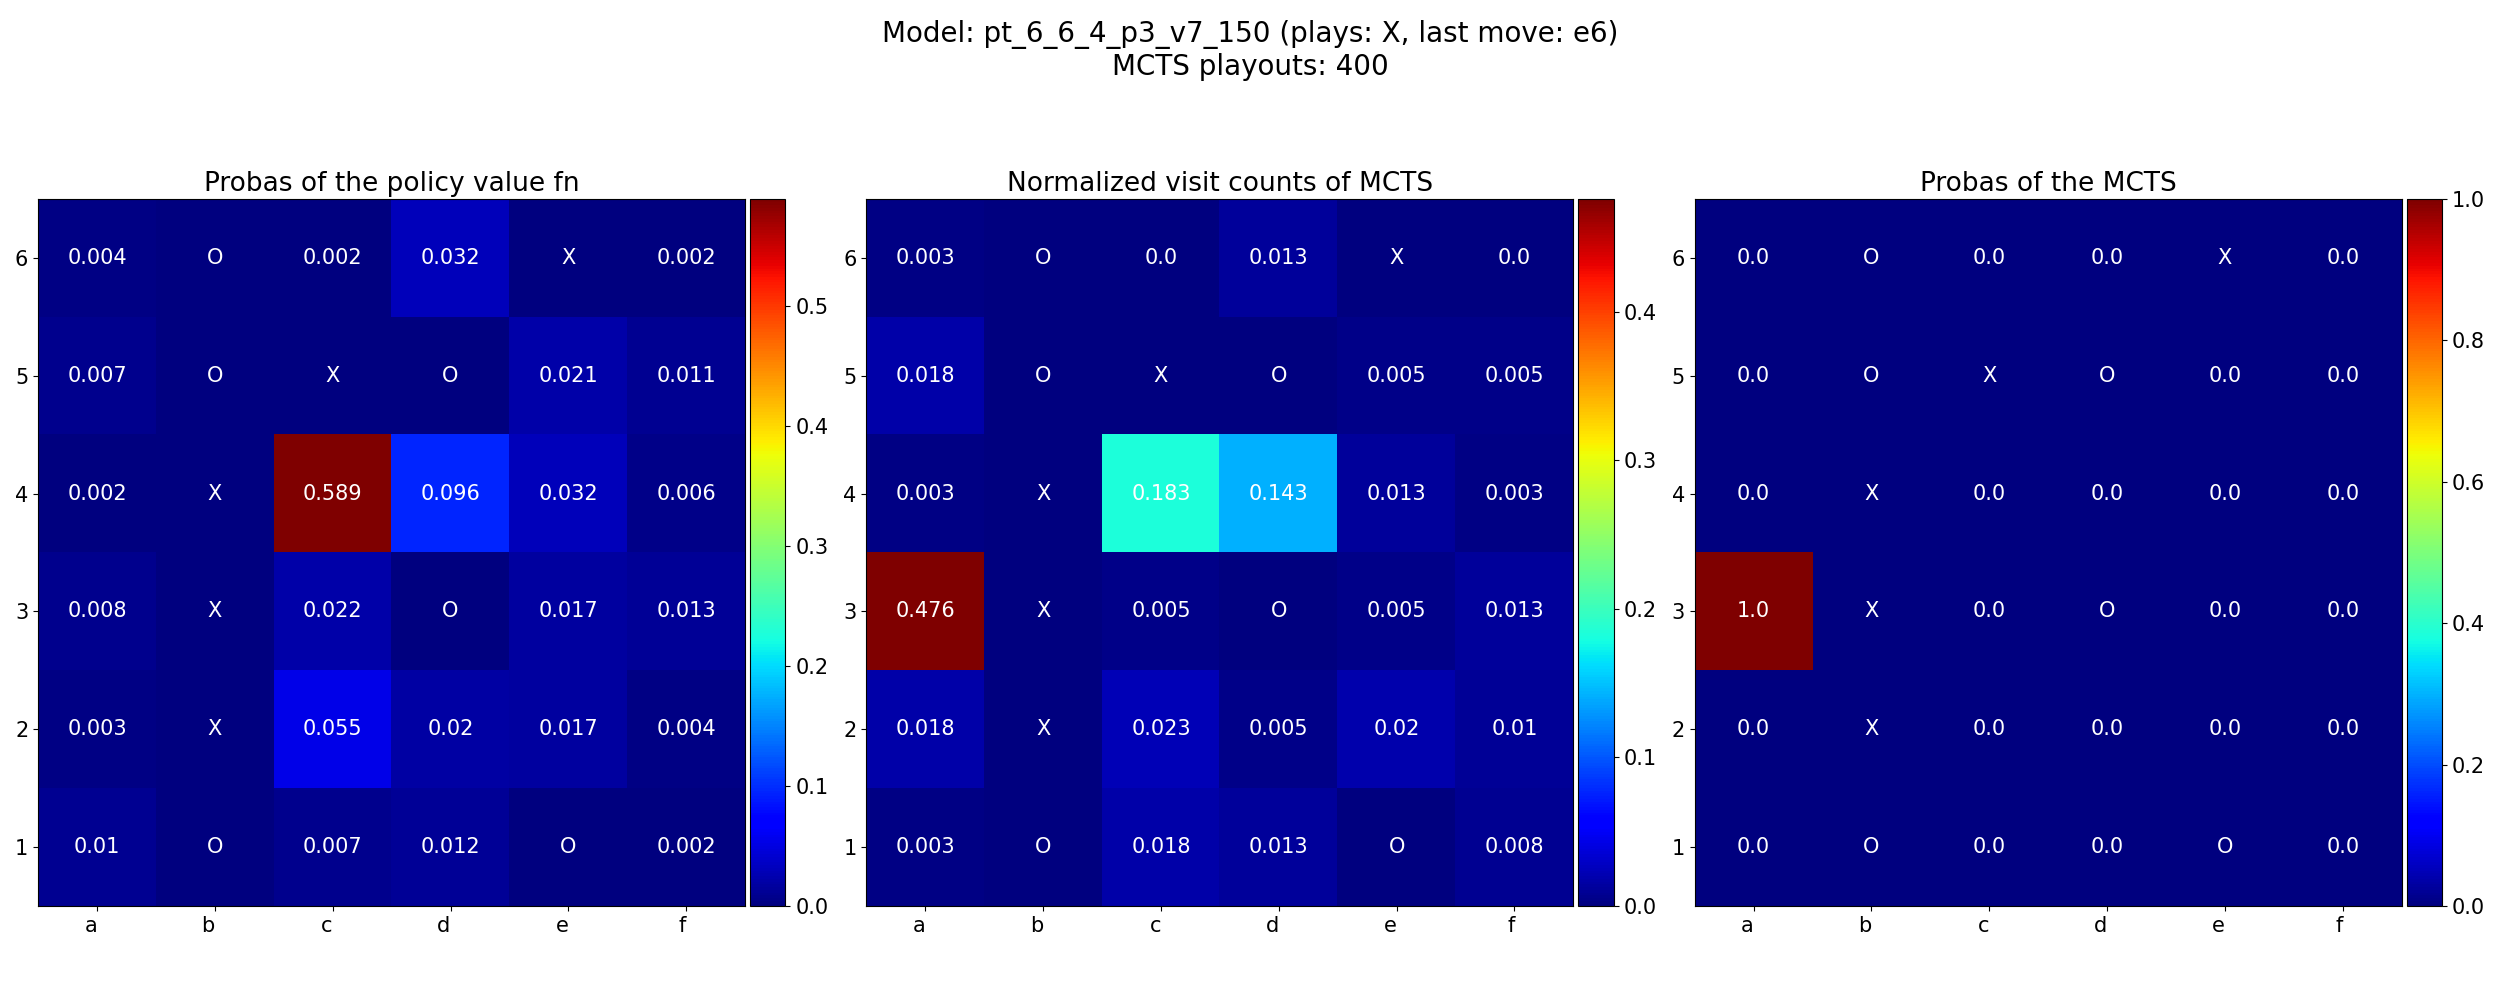 Model: pt_6_6_4_p3_v7_150 (plays: X, last move: e6)
MCTS playouts: 400
Probas of the policy value fn
6 0.004 O 0.002 0.032 X 0.002
5 0.007 O X O 0.021 0.011
4 0.002 X 0.589 0.096 0.032 0.006
3 0.008 X 0.022 O 0.017 0.013
2 0.003 X 0.055 0.02 0.017 0.004
1 0.01 O 0.007 0.012 O 0.002
a b c d e f
0.5
0.4
0.3
0.2
0.1
0.0
Normalized visit counts of MCTS
6 0.003 O 0.0 0.013 X 0.0
5 0.018 O X O 0.005 0.005
4 0.003 X 0.183 0.143 0.013 0.003
3 0.476 X 0.005 O 0.005 0.013
2 0.018 X 0.023 0.005 0.02 0.01
1 0.003 O 0.018 0.013 O 0.008
a b c d e f
0.4
0.3
0.2
0.1
0.0
Probas of the MCTS
6 0.0 O 0.0 0.0 X 0.0
5 0.0 O X O 0.0 0.0
4 0.0 X 0.0 0.0 0.0 0.0
3 1.0 X 0.0 O 0.0 0.0
2 0.0 X 0.0 0.0 0.0 0.0
1 0.0 O 0.0 0.0 O 0.0
a b c d e f
1.0
0.8
0.6
0.4
0.2
0.0